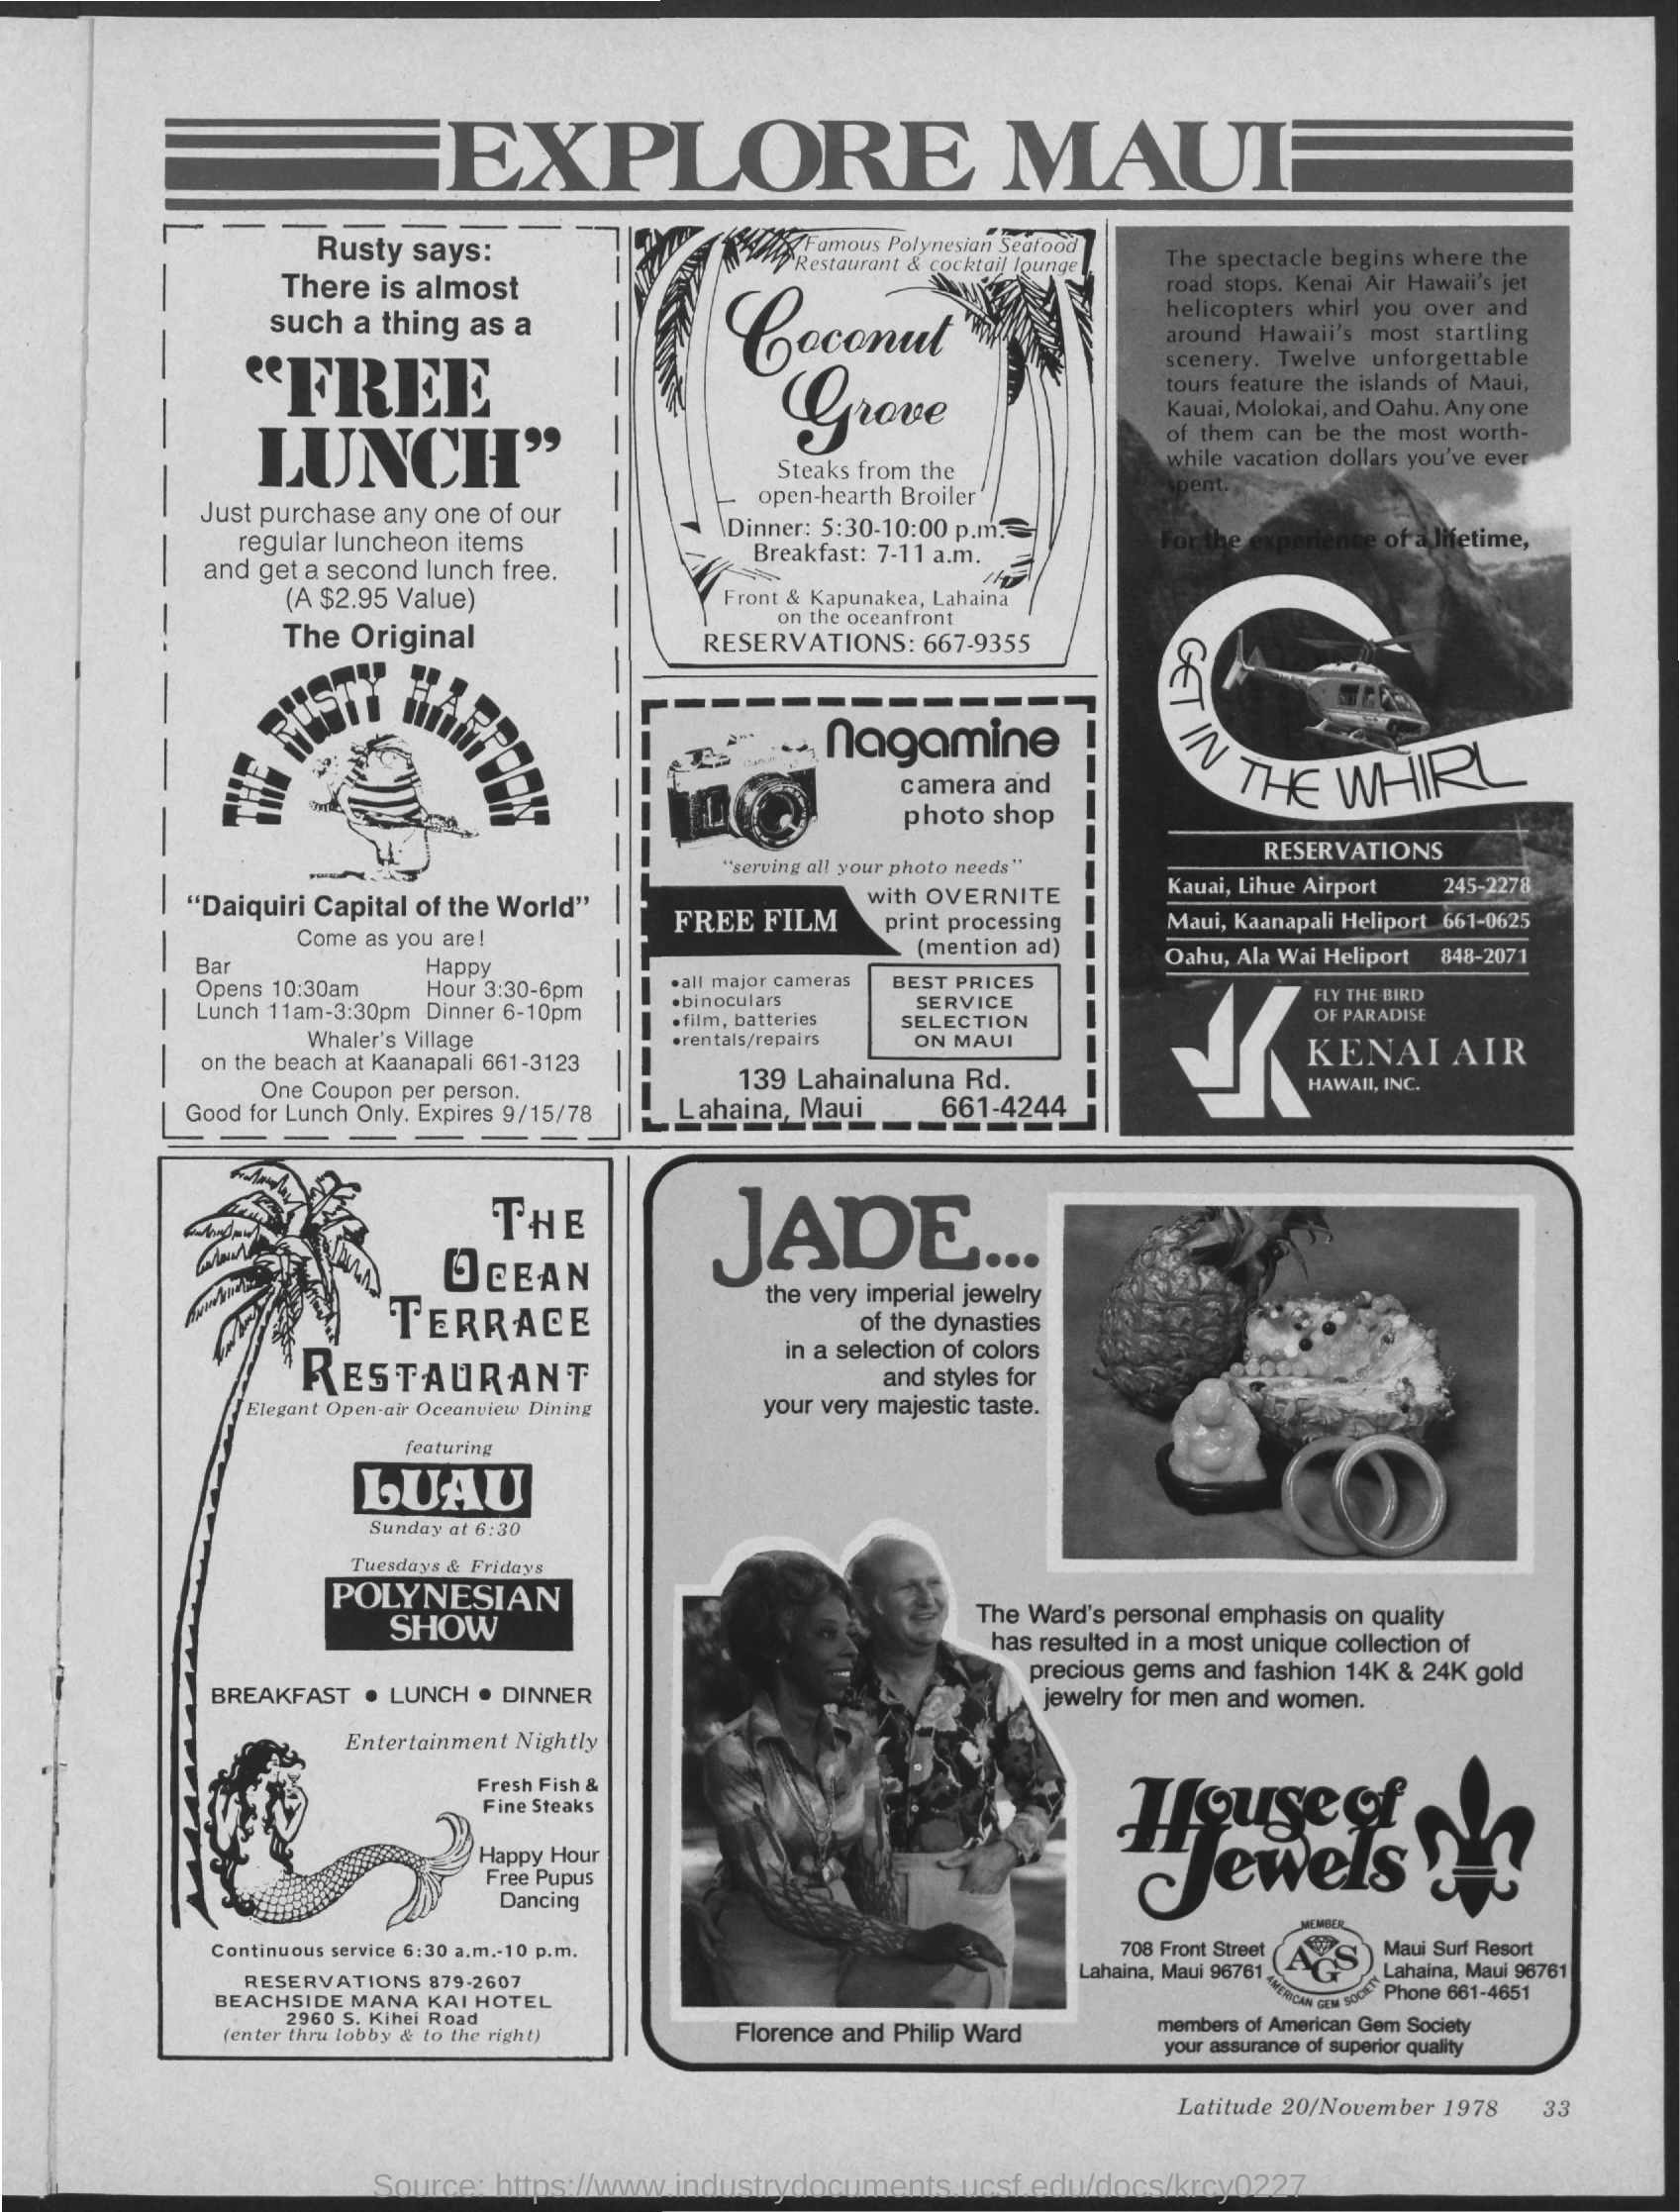 EXPLORE MAUI
Rusty says:
There is almost
such a thing as a
"FREE
LUNCH"
Just purchase any one of our
regular luncheon items
and get a second lunch free.
(A $2.95 Value)
The Original
THE RUSTY HARPOON
"Daiquiri Capital of the World"
Come as you are!
Bar Happy
Opens 10:30am Hour 3:30-6pm
Lunch 11am-3:30pm Dinner 6-10pm
Whaler's Village
on the beach at Kaanapali 661-3123
One Coupon per person.
Good for Lunch Only. Expires 9/15/78
Famous Polynesian Seafood
Restaurant & cocktail lounge
Coconut
Grove
Steaks from the
open-hearth Broiler
Dinner: 5:30-10:00 p.m.
Breakfast: 7-11 a.m.
Front & Kapunakea, Lahaina
on the oceanfront
RESERVATIONS: 667-9355
Canon
Nagamine
camera and
photo shop
"serving all your photo needs"
FREE FILM
with OVERNITE
print processing
(mention ad)
•all major cameras
•binoculars
•film, batteries
•rentals/repairs
BEST PRICES
SERVICE
SELECTION
ON MAUI
139 Lahainaluna Rd.
Lahaina, Maui 661-4244
The spectacle begins where the
road stops. Kenai Air Hawaii's jet
helicopters whirl you over and
around Hawaii's most startling
scenery. Twelve unforgettable
tours feature the islands of Maui,
Kauai, Molokai, and Oahu. Any one
of them can be the most worth-
while vacation dollars you've ever
spent.
For the experience of a lifetime,
GET IN THE WHIRL
RESERVATIONS
Kauai, Lihue Airport 245-2278
Maui, Kaanapali Heliport 661-0625
Oahu, Ala Wai Heliport 848-2071
FLY THE BIRD
OF PARADISE
KENAI AIR
HAWAII, INC.
THE
OCEAN
TERRACE
RESTAURANT
Elegant Open-air Oceanview Dining
featuring
LUAU
Sunday at 6:30
Tuesdays & Fridays
POLYNESIAN
SHOW
BREAKFAST • LUNCH • DINNER
Entertainment Nightly
Fresh Fish &
Fine Steaks
Happy Hour
Free Pupus
Dancing
Continuous service 6:30 a.m.-10 p.m.
RESERVATIONS 879-2607
BEACHSIDE MANA KAI HOTEL
2960 S. Kihei Road
(enter thru lobby & to the right)
JADE...
the very imperial jewelry
of the dynasties
in a selection of colors
and styles for
your very majestic taste.
The Ward's personal emphasis on quality
has resulted in a most unique collection of
precious gems and fashion 14K & 24K gold
jewelry for men and women.
House of
Jewels
708 Front Street
Lahaina, Maui 96761
MEMBER
AGS
AMERICAN GEM SOCIETY
Maui Surf Resort
Lahaina, Maui 96761
Phone 661-4651
members of American Gem Society
your assurance of superior quality
Florence and Philip Ward
Latitude 20/November 1978 33
Source: https://www.industrydocuments.ucsf.edu/docs/krcy0227